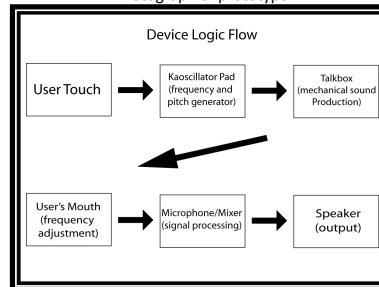 Device Logic Flow
User Touch
Kaoscillator Pad
(frequency and
pitch generator)
Talkbox
(mechanical sound
Production)
User's Mouth
(frequency
adjustment)
Microphone/Mixer
(signal processing)
Speaker
(output)